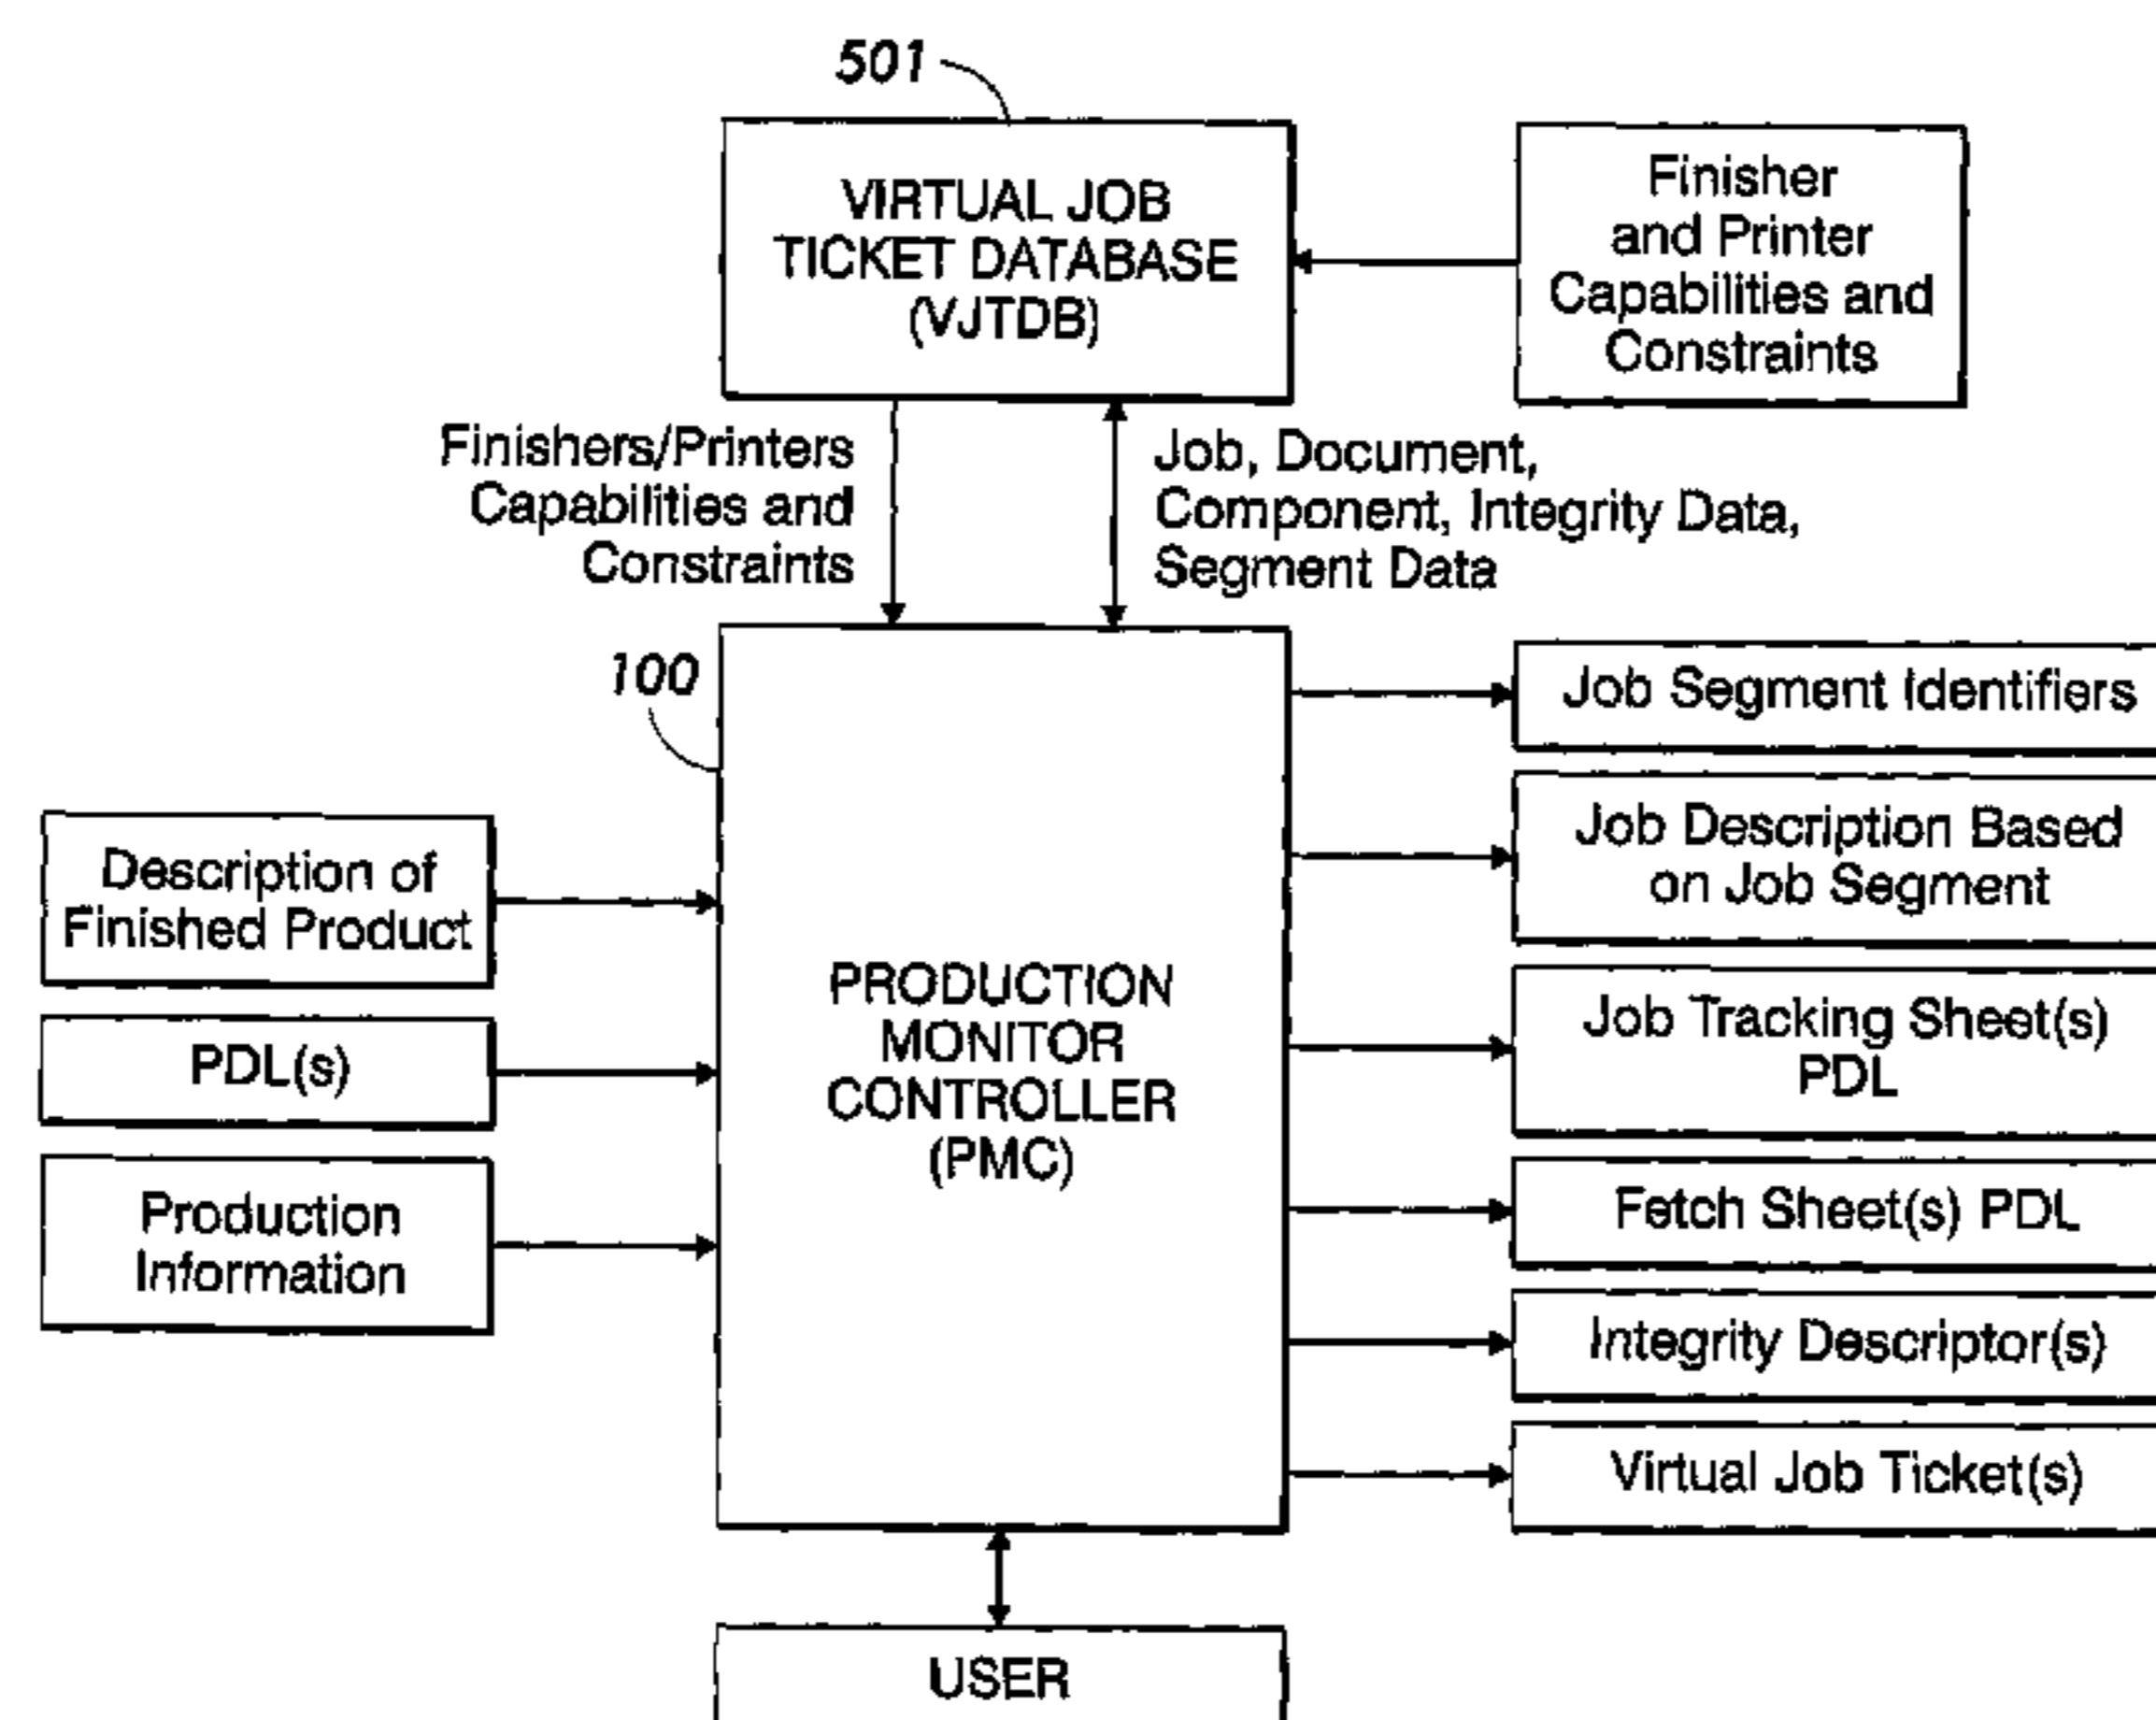 501
VIRTUAL JOB
TICKET DATABASE
(VJTDB)
Finisher
and Printer
Capabilities and
Constraints
Finishers/Printers
Capabilities and
Constraints
Job, Document,
Component, Integrity Data,
Segment Data
100
Description of
Finished Product
PDL(s)
Production
Information
PRODUCTION
MONITOR
CONTROLLER
(PMC)
Job Segment Identifiers
Job Description Based
on Job Segment
Job Tracking Sheet(s)
PDL
Fetch Sheet(s) PDL
Integrity Descriptor(s)
Virtual Job Ticket(s)
USER